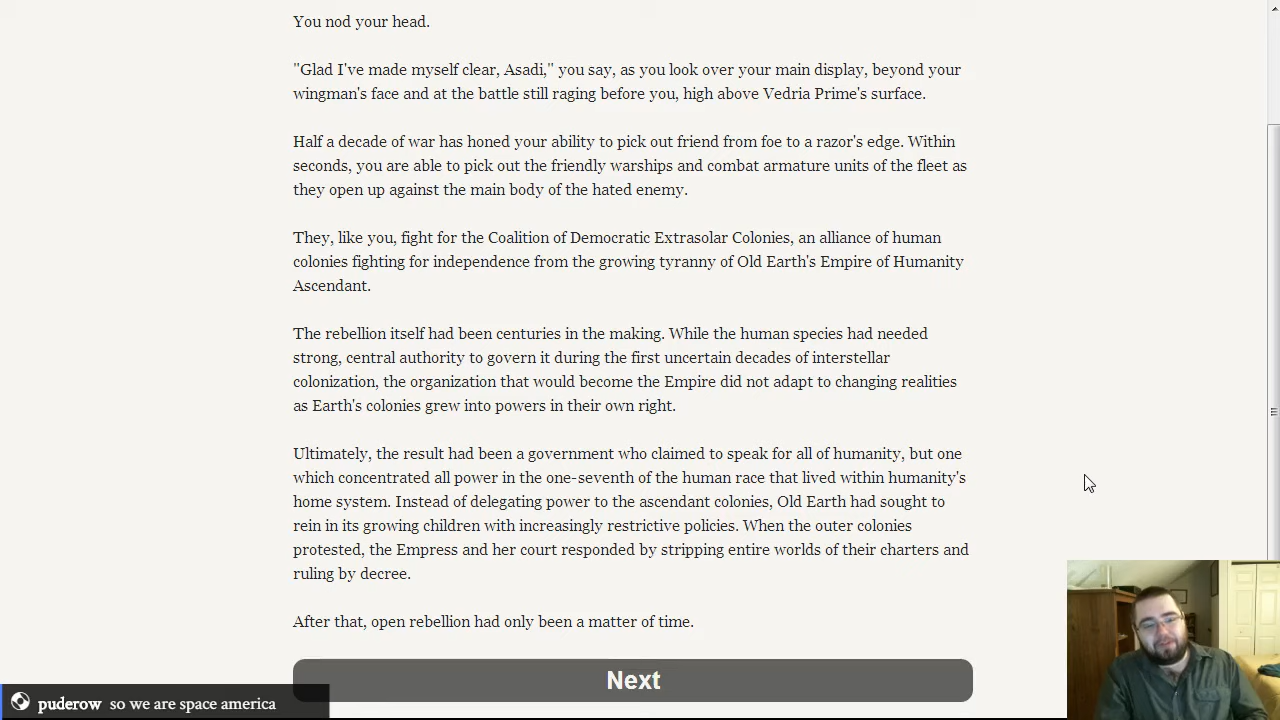 You nod your head.
"Glad I've made myself clear, Asadi," you say, as you look over your main display, beyond your
wingman's face and at the battle still raging before you, high above Vedria Prime's surface.
Half a decade of war has honed your ability to pick out friend from foe to a razor's edge. Within
seconds, you are able to pick out the friendly warships and combat armature units of the fleet as
they open up against the main body of the hated enemy.
They, like you, fight for the Coalition of Democratic Extrasolar Colonies, an alliance of human
colonies fighting for independence from the growing tyranny of Old Earth's Empire of Humanity
Ascendant.
The rebellion itself had been centuries in the making. While the human species had needed
strong, central authority to govern it during the first uncertain decades of interstellar
colonization, the organization that would become the Empire did not adapt to changing realities
as Earth's colonies grew into powers in their own right.
Ultimately, the result had been a government who claimed to speak for all of humanity, but one
which concentrated all power in the one-seventh of the human race that lived within humanity's
home system. Instead of delegating power to the ascendant colonies, Old Earth had sought to
rein in its growing children with increasingly restrictive policies. When the outer colonies
protested, the Empress and her court responded by stripping entire worlds of their charters and
ruling by decree.
After that, open rebellion had only been a matter of time.
Next
puderow so we are space america